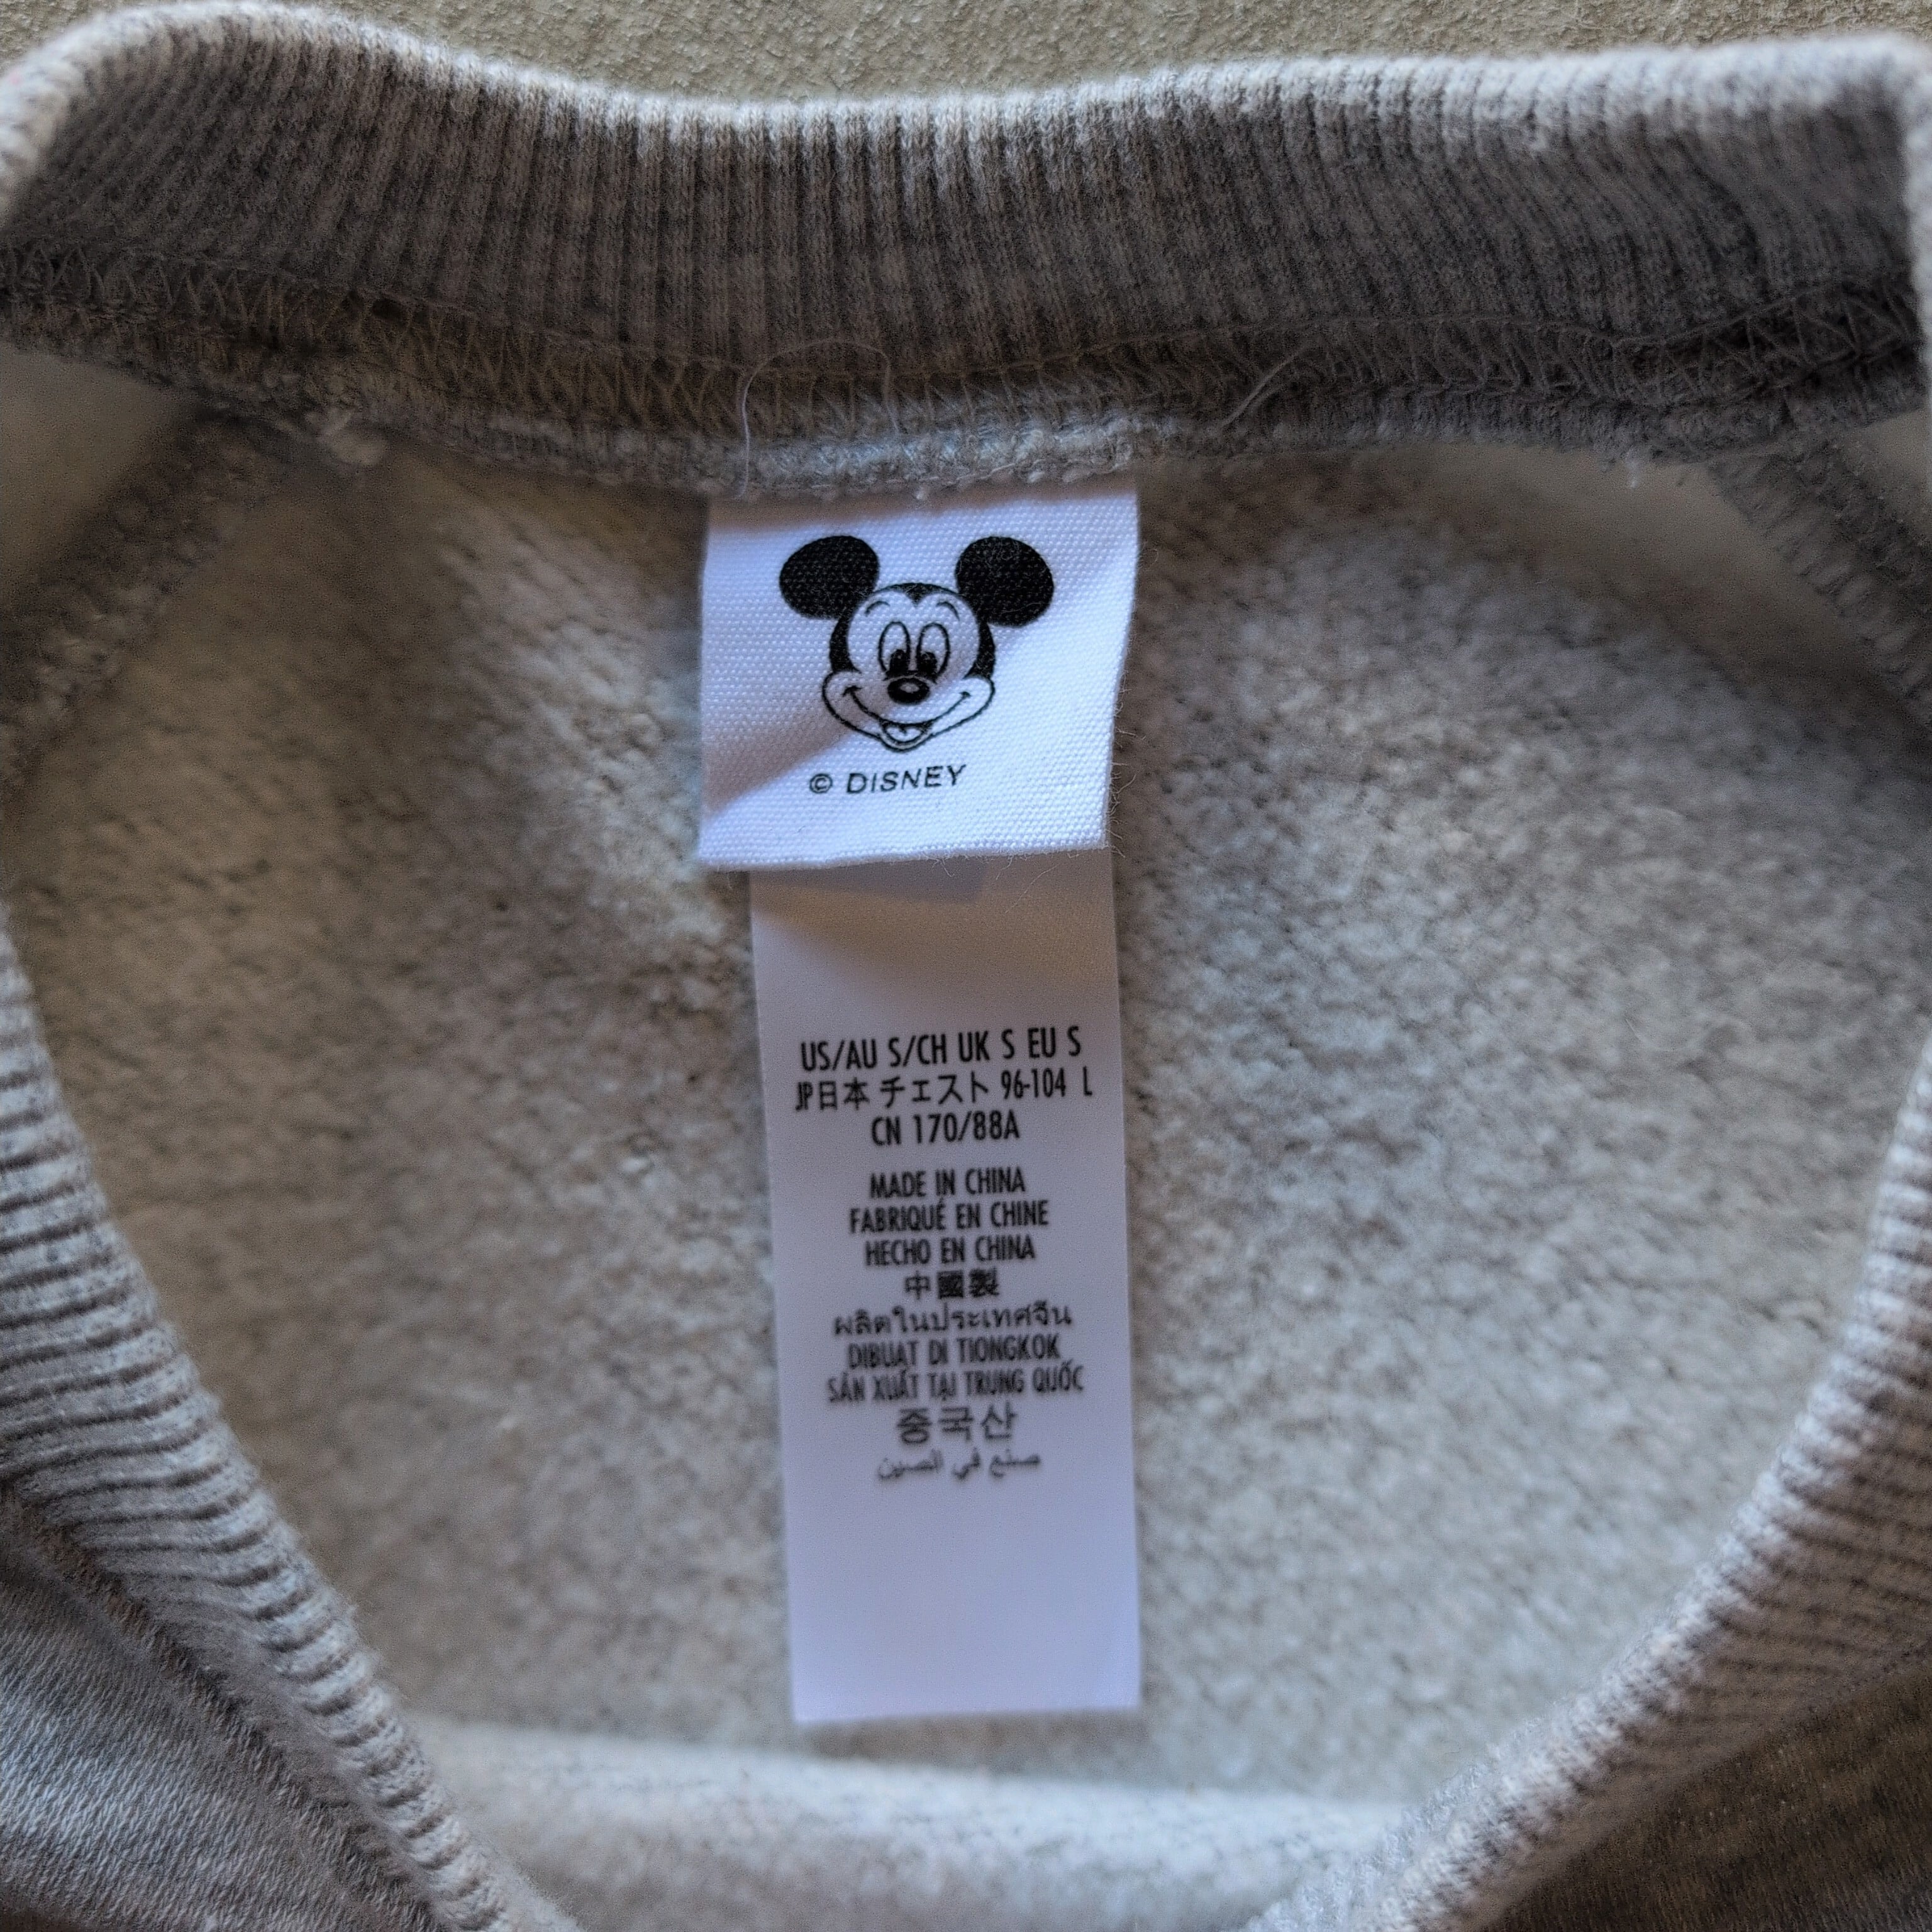 © DISNEY
US/AU S/CH UK S EU S
JP日本 チェスト 96-104 L
CN 170/88A
MADE IN CHINA
FABRIQUÉ EN CHINE
HECHO EN CHINA
中國製
ผลิตในประเทศจีน
DIBUAT DI TIONGKOK
SẢN XUẤT TẠI TRUNG QUỐC
중국산
صنع في الصين